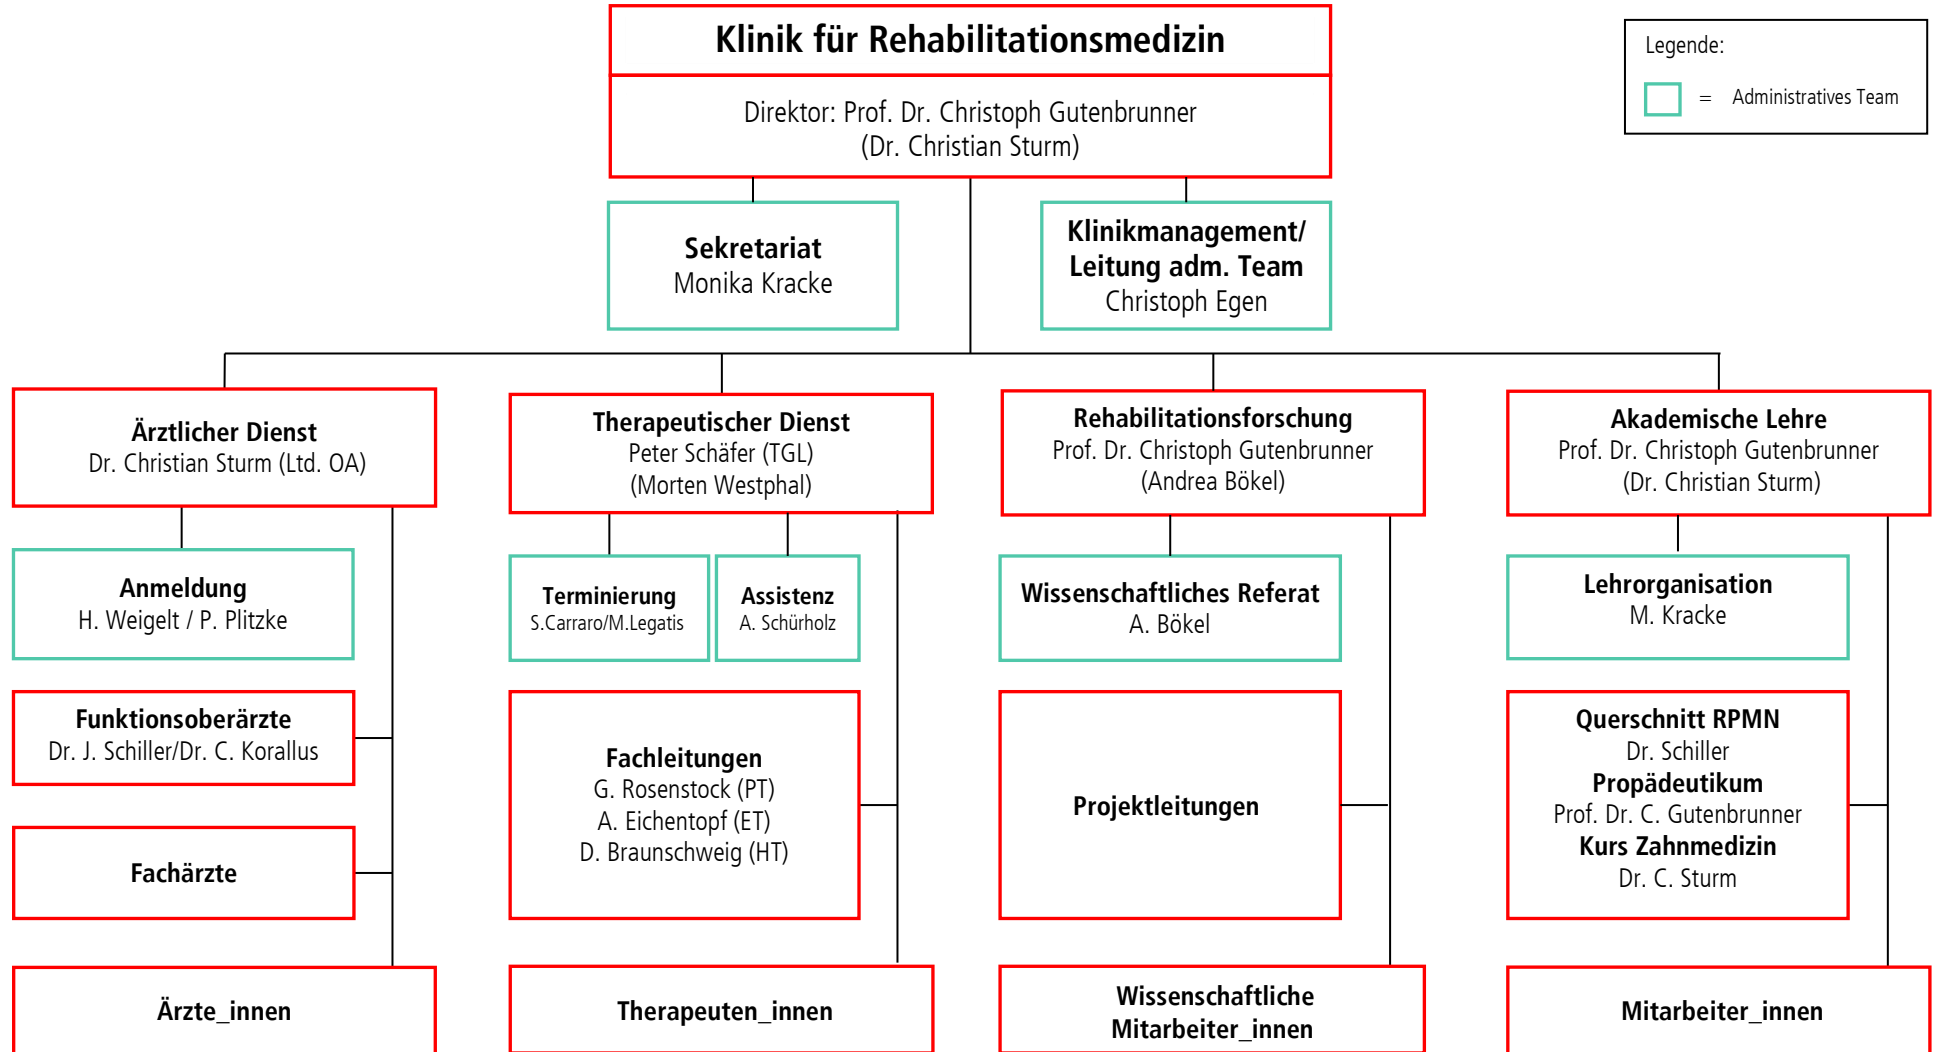 Klinik für Rehabilitationsmedizin
Direktor: Prof. Dr. Christoph Gutenbrunner
(Dr. Christian Sturm)
Legende:
= Administratives Team
Sekretariat
Monika Kracke
Klinikmanagement/
Leitung adm. Team
Christoph Egen
Ärztlicher Dienst
Dr. Christian Sturm (Ltd. OA)
Therapeutischer Dienst
Peter Schäfer (TGL)
(Morten Westphal)
Rehabilitationsforschung
Prof. Dr. Christoph Gutenbrunner
(Andrea Bökel)
Akademische Lehre
Prof. Dr. Christoph Gutenbrunner
(Dr. Christian Sturm)
Anmeldung
H. Weigelt / P. Plitzke
Terminierung
S.Carraro/M.Legatis
Assistenz
A. Schürholz
Wissenschaftliches Referat
A. Bökel
Lehrorganisation
M. Kracke
Funktionsoberärzte
Dr. J. Schiller/Dr. C. Korallus
Fachärzte
Fachleitungen
G. Rosenstock (PT)
A. Eichentopf (ET)
D. Braunschweig (HT)
Projektleitungen
Querschnitt RPMN
Dr. Schiller
Propädeutikum
Prof. Dr. C. Gutenbrunner
Kurs Zahnmedizin
Dr. C. Sturm
Ärzte_innen
Therapeuten_innen
Wissenschaftliche
Mitarbeiter_innen
Mitarbeiter_innen